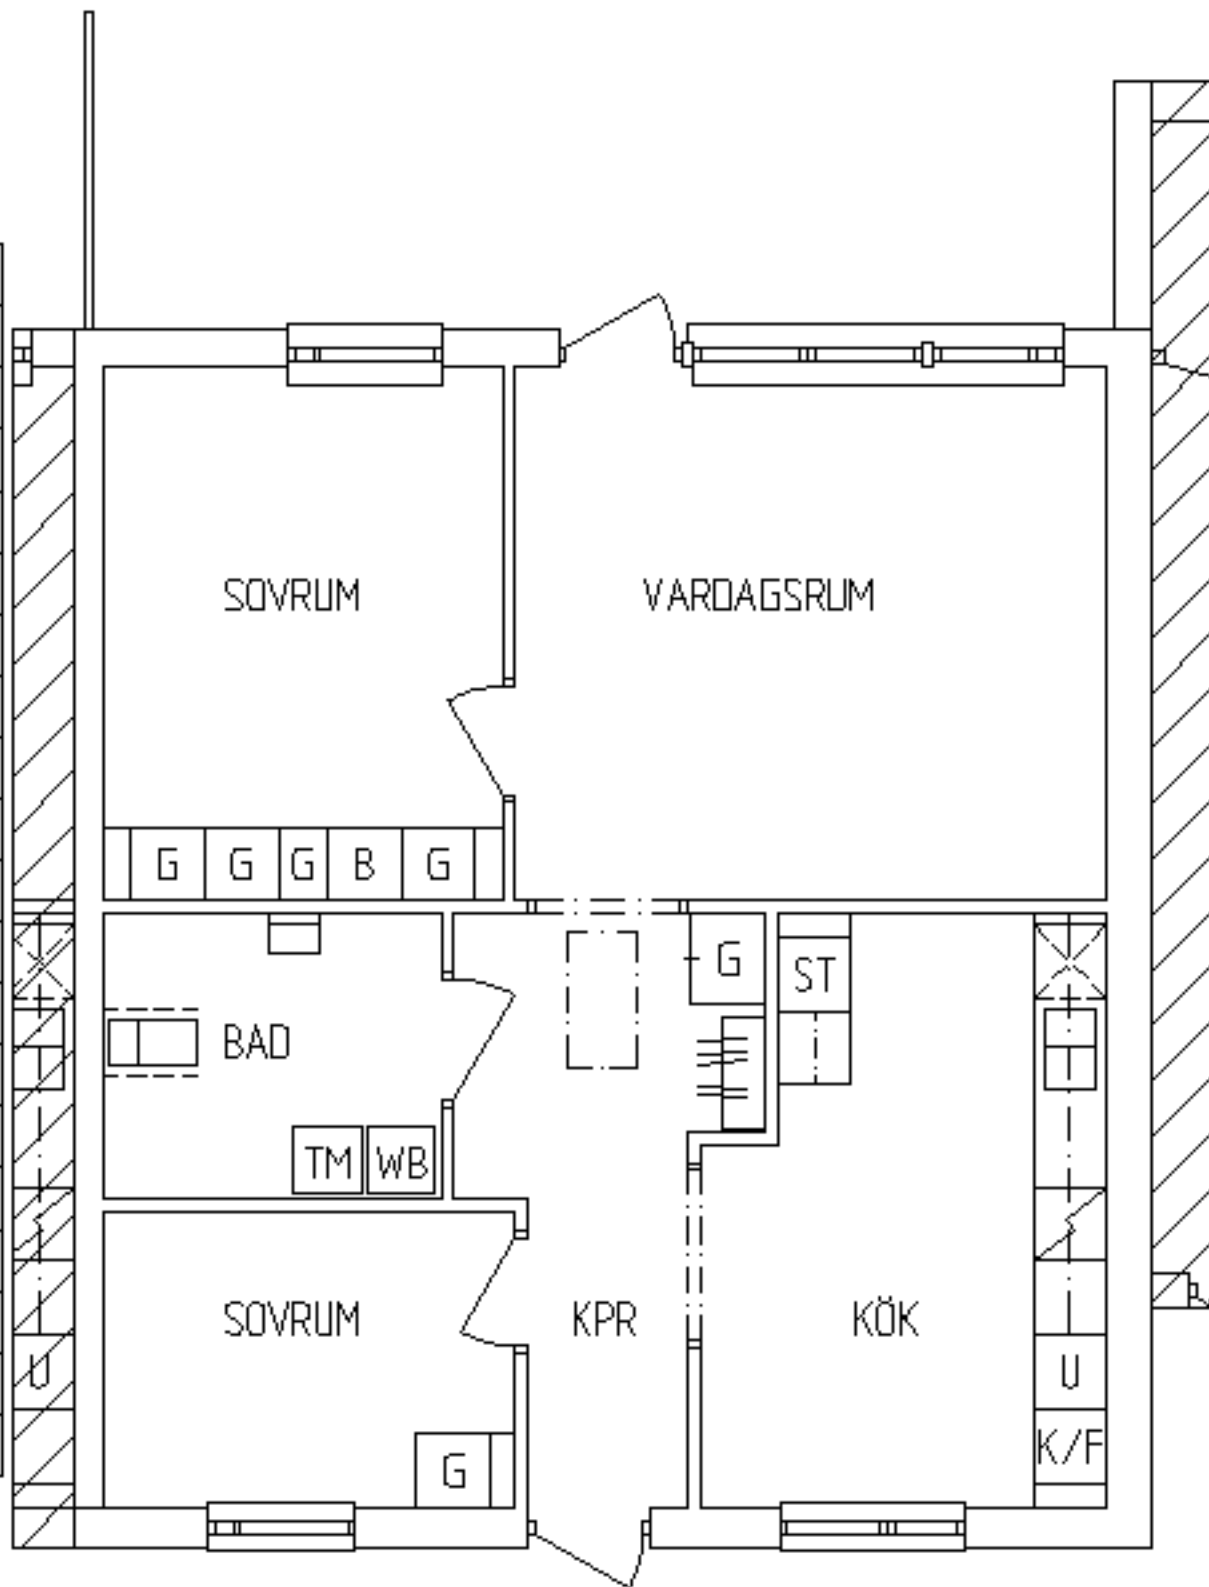 SOVRUM
VARDAGSRUM
G G G B G
G
ST
BAD
TM WB
SOVRUM
KPR
KÖK
U
U
G
K/F